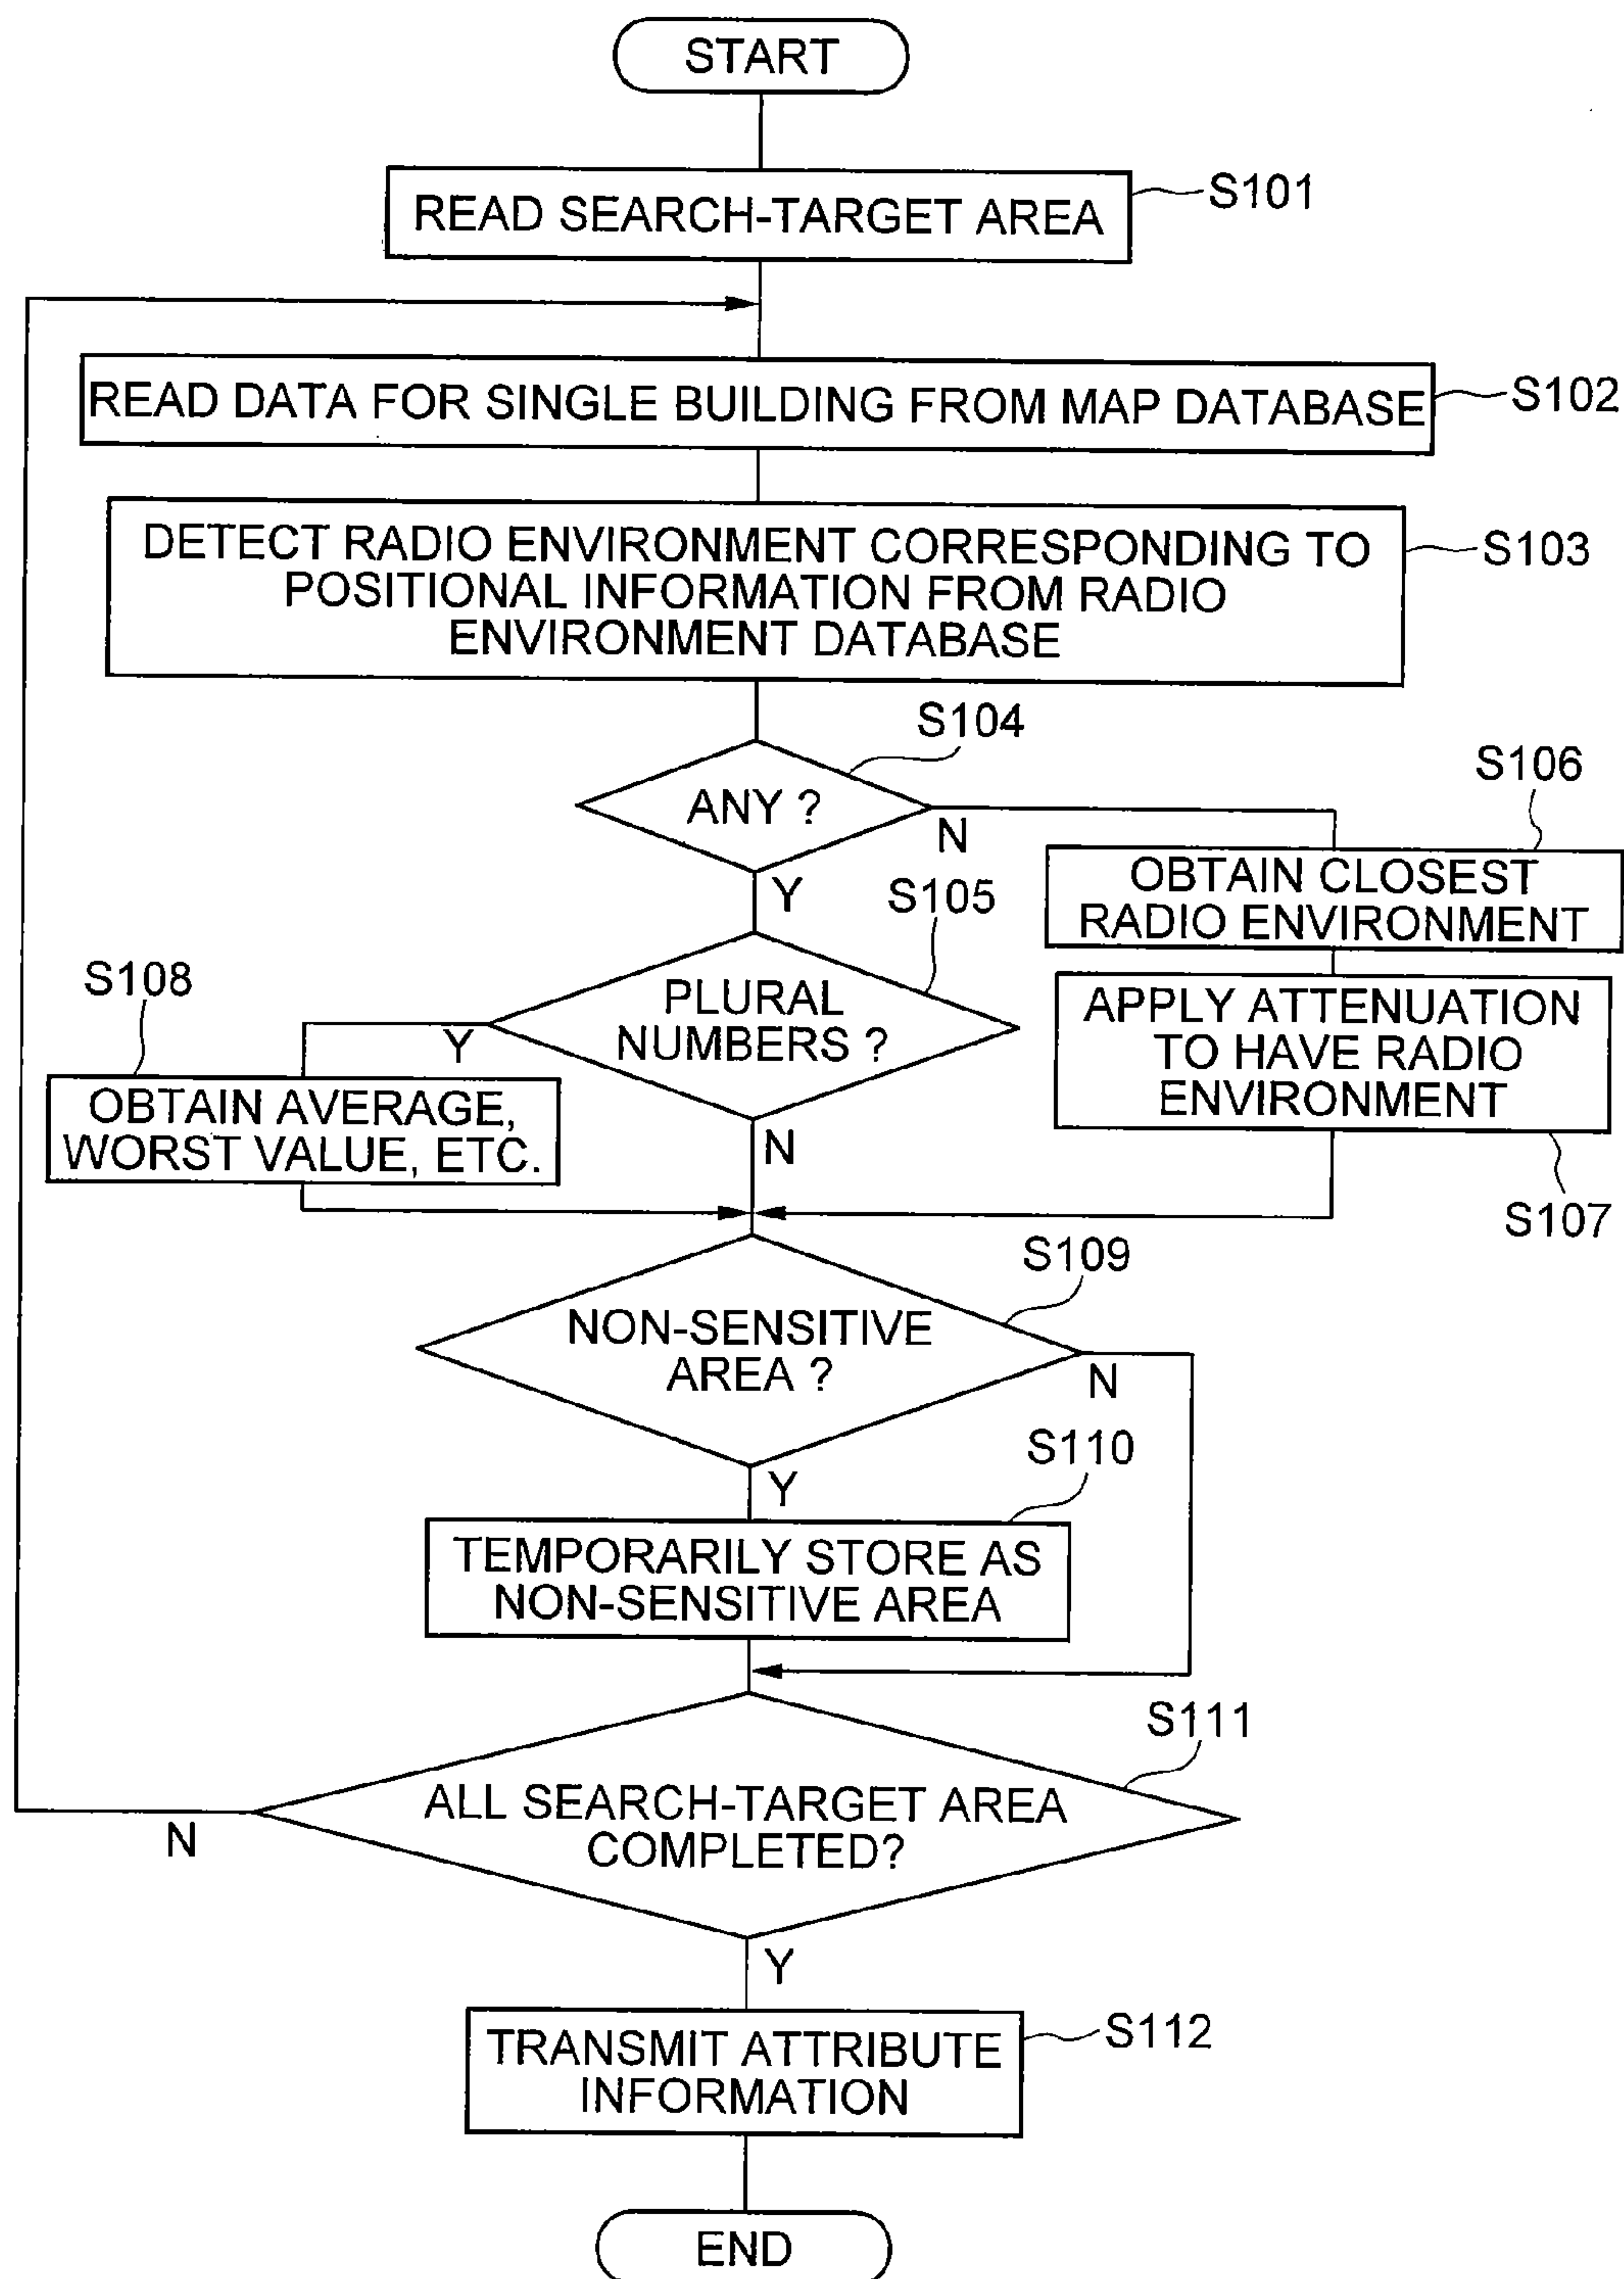 START
READ SEARCH-TARGET AREA
S101
READ DATA FOR SINGLE BUILDING FROM MAP DATABASE
S102
DETECT RADIO ENVIRONMENT CORRESPONDING TO
POSITIONAL INFORMATION FROM RADIO
ENVIRONMENT DATABASE
S103
S104
ANY ?
N
Y
S106
OBTAIN CLOSEST
RADIO ENVIRONMENT
S105
PLURAL
NUMBERS ?
Y
N
S108
OBTAIN AVERAGE,
WORST VALUE, ETC.
APPLY ATTENUATION
TO HAVE RADIO
ENVIRONMENT
S107
S109
NON-SENSITIVE
AREA ?
N
Y
S110
TEMPORARILY STORE AS
NON-SENSITIVE AREA
S111
ALL SEARCH-TARGET AREA
COMPLETED?
N
Y
TRANSMIT ATTRIBUTE
INFORMATION
S112
END